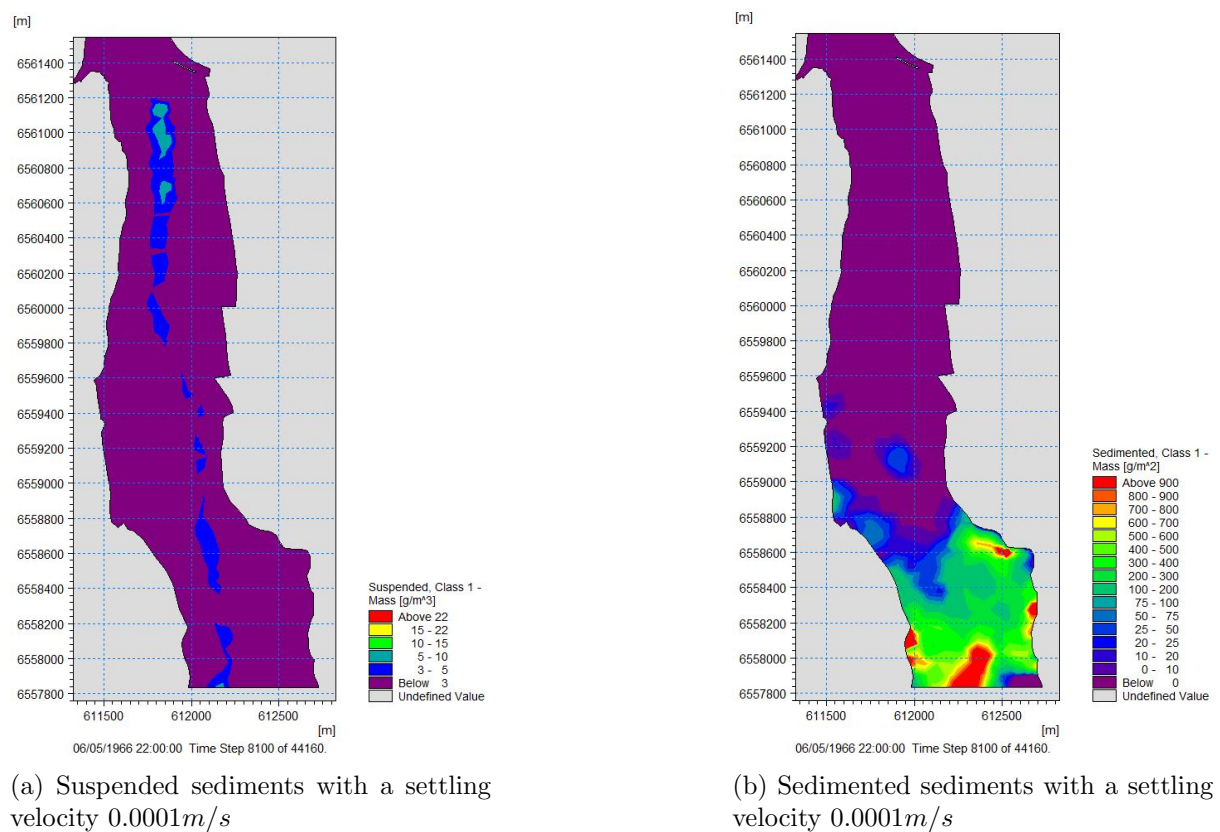 [m]
6561400
6561200
6561000
6560800
6560600
6560400
6560200
6560000
6559800
6559600
6559400
6559200
6559000
6558800
6558600
6558400
6558200
6558000
6557800
611500 612000 612500
[m]
06/05/1966 22:00:00 Time Step 8100 of 44160.
Suspended, Class 1 -
Mass [g/m^3]
Above 22
15 - 22
10 - 15
5 - 10
3 - 5
Below 3
Undefined Value
(a) Suspended sediments with a settling
velocity 0.0001m/s
[m]
6561400
6561200
6561000
6560800
6560600
6560400
6560200
6560000
6559800
6559600
6559400
6559200
6559000
6558800
6558600
6558400
6558200
6558000
6557800
611500 612000 612500
[m]
06/05/1966 22:00:00 Time Step 8100 of 44160.
Sedimented, Class 1 -
Mass [g/m^2]
Above 900
800 - 900
700 - 800
600 - 700
500 - 600
400 - 500
300 - 400
200 - 300
100 - 200
75 - 100
50 - 75
25 - 50
20 - 25
10 - 20
0 - 10
Below 0
Undefined Value
(b) Sedimented sediments with a settling
velocity 0.0001m/s